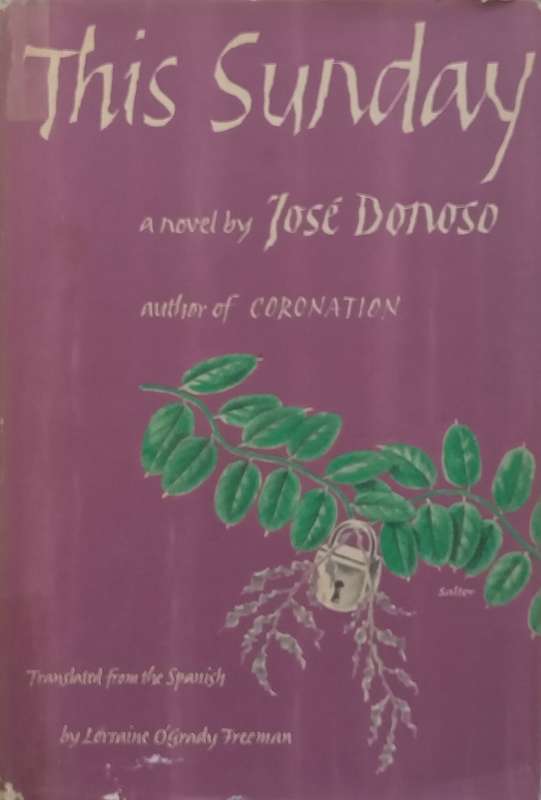 This Sunday
a novel by José Donoso
author of CORONATION
Salter
Translated from the Spanish
by Lorraine O'Grady Freeman